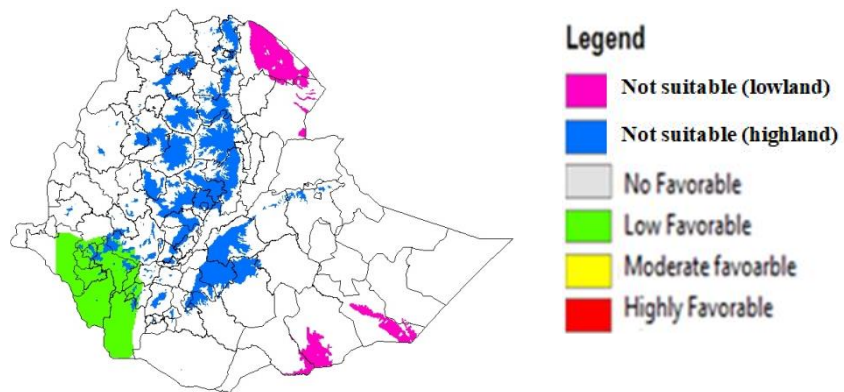 Legend
Not suitable (lowland)
Not suitable (highland)
No Favorable
Low Favorable
Moderate favoarble
Highly Favorable